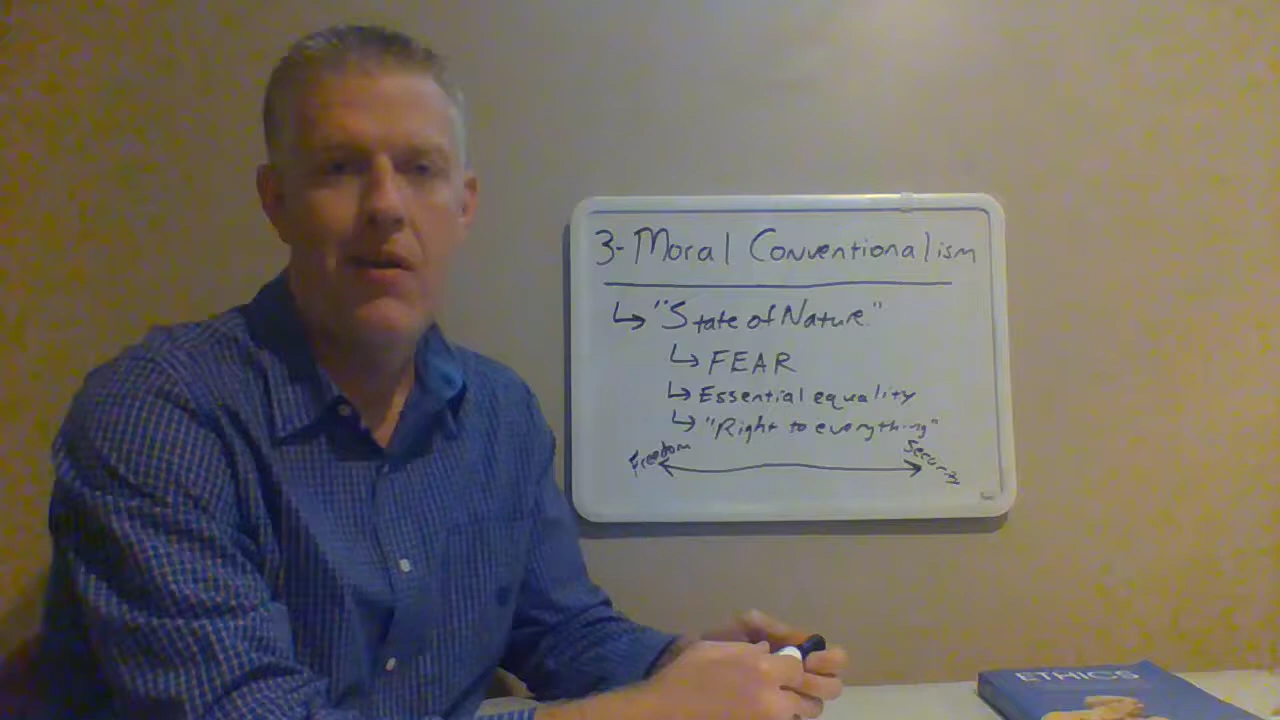 3- Moral Conventionalism
↳ "State of Nature"
↳ FEAR
↳ Essential equality
↳ "Right to everything"
Freedom ↔ Security
ETHICS